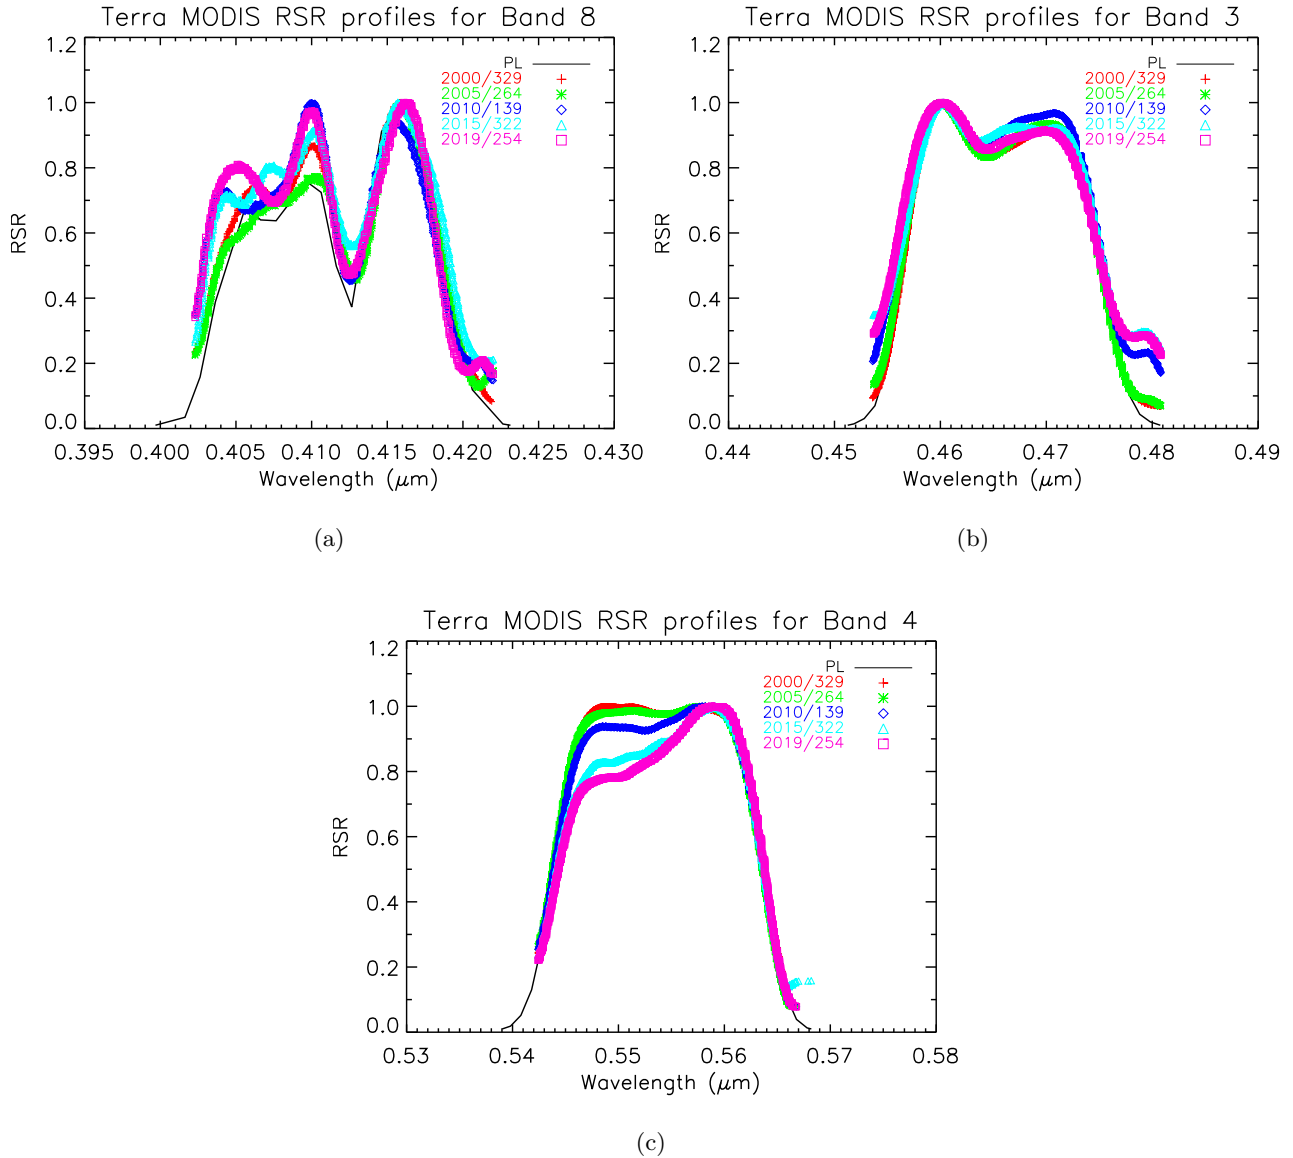 Terra MODIS RSR profiles for Band 8
1.2
1.0
0.8
0.6
0.4
0.2
0.0
RSR
PL
2000/329
2005/264
2010/139
2015/322
2019/254
0.395 0.400 0.405 0.410 0.415 0.420 0.425 0.430
Wavelength (μm)
(a)
Terra MODIS RSR profiles for Band 3
1.2
1.0
0.8
0.6
0.4
0.2
0.0
RSR
PL
2000/329
2005/264
2010/139
2015/322
2019/254
0.44 0.45 0.46 0.47 0.48 0.49
Wavelength (μm)
(b)
Terra MODIS RSR profiles for Band 4
1.2
1.0
0.8
0.6
0.4
0.2
0.0
RSR
PL
2000/329
2005/264
2010/139
2015/322
2019/254
0.53 0.54 0.55 0.56 0.57 0.58
Wavelength (μm)
(c)